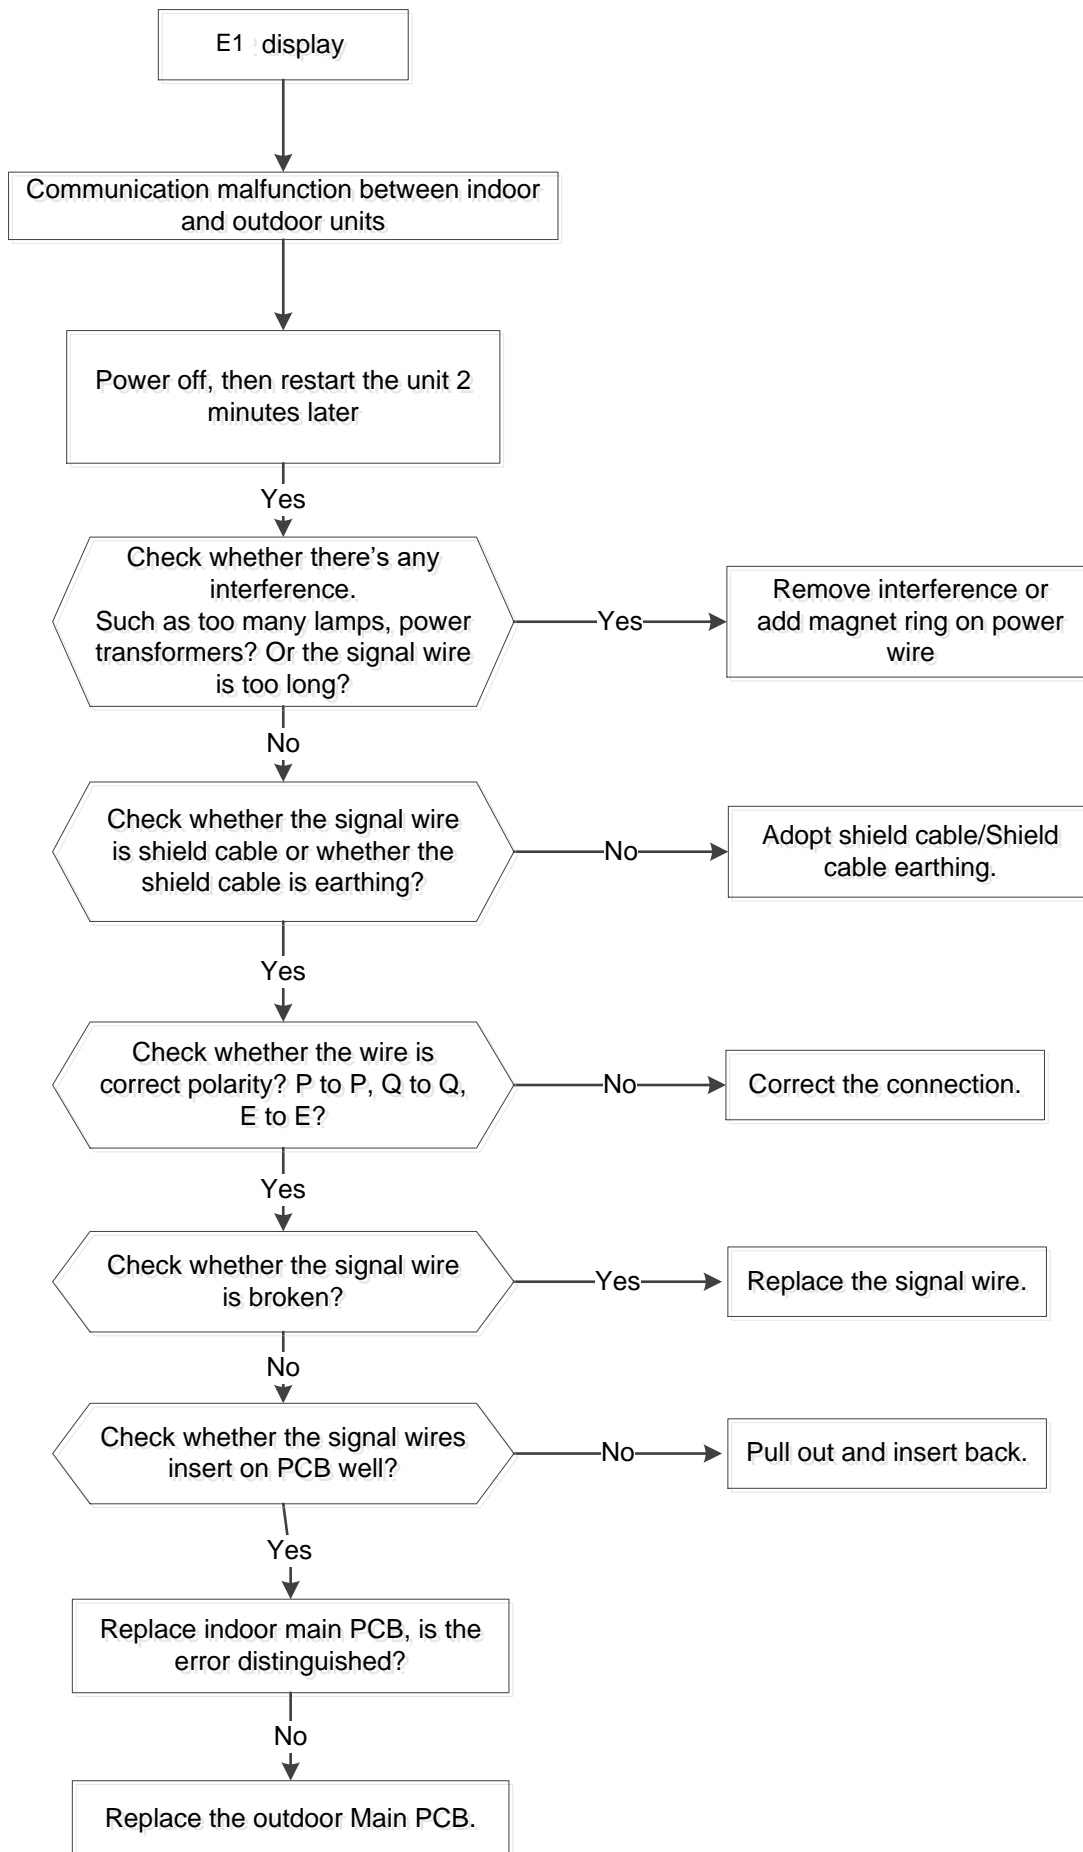 E1 display
Communication malfunction between indoor
and outdoor units
Power off, then restart the unit 2
minutes later
Yes
Check whether there's any
interference.
Such as too many lamps, power
transformers? Or the signal wire
is too long?
Yes
Remove interference or
add magnet ring on power
wire
No
Check whether the signal wire
is shield cable or whether the
shield cable is earthing?
No
Adopt shield cable/Shield
cable earthing.
Yes
Check whether the wire is
correct polarity? P to P, Q to Q,
E to E?
No
Correct the connection.
Yes
Check whether the signal wire
is broken?
Yes
Replace the signal wire.
No
Check whether the signal wires
insert on PCB well?
No
Pull out and insert back.
Yes
Replace indoor main PCB, is the
error distinguished?
No
Replace the outdoor Main PCB.